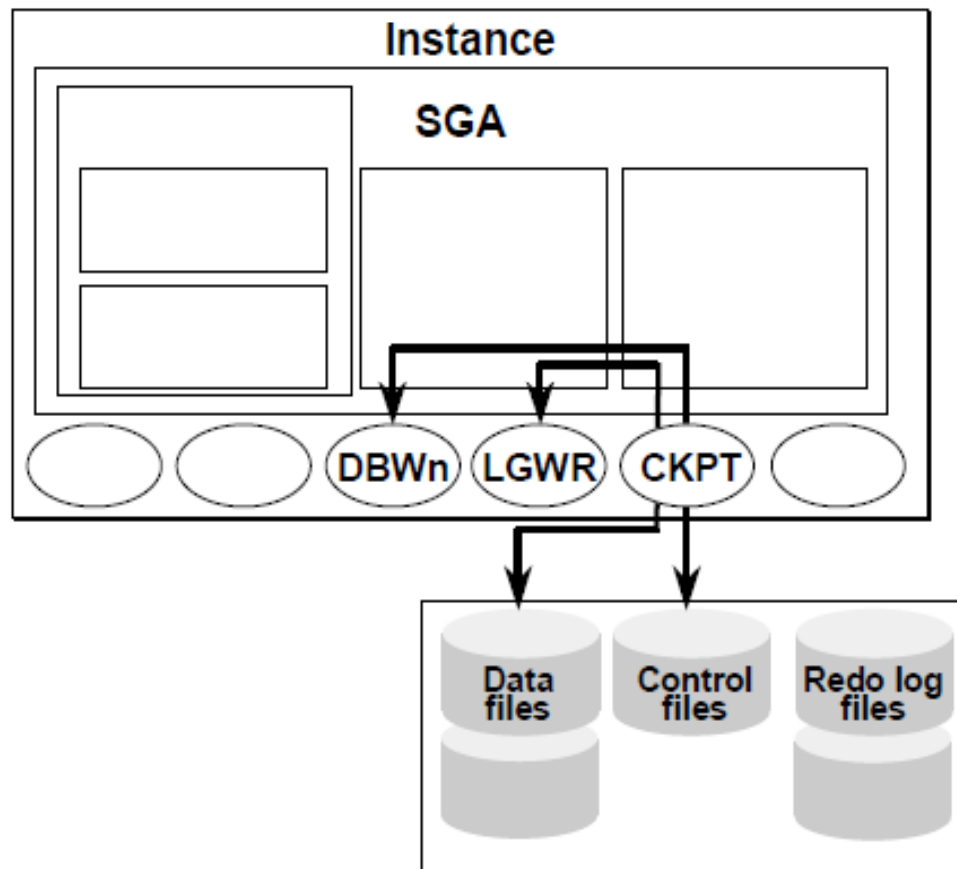 Instance
SGA
DBWn
LGWR
CKPT
Data
files
Control
files
Redo log
files